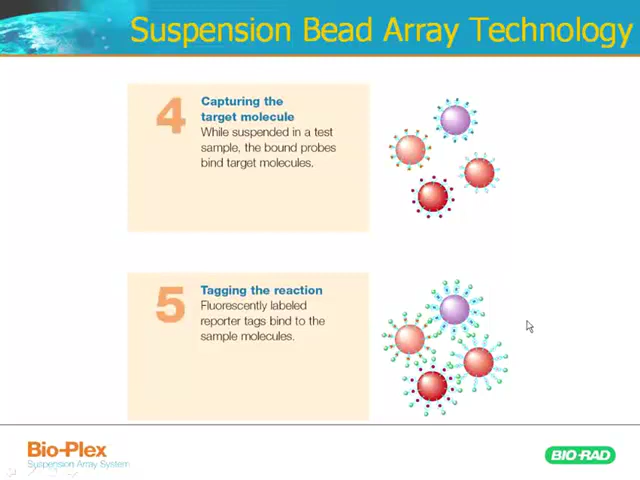 Suspension Bead Array Technology
4
Capturing the
target molecule
While suspended in a test
sample, the bound probes
bind target molecules.
5
Tagging the reaction
Fluorescently labeled
reporter tags bind to the
sample molecules.
Bio-Plex
Suspension Array System
BIO-RAD